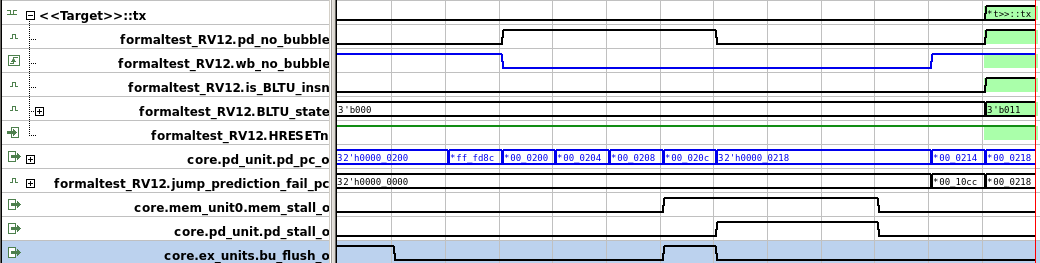 <<Target>>::tx *t>>::tx
formaltest_RV12.pd_no_bubble
formaltest_RV12.wb_no_bubble
formaltest_RV12.is_BLTU_insn
formaltest_RV12.BLTU_state 3'b000 3'b011
formaltest_RV12.HRESETn
core.pd_unit.pd_pc_o 32'h0000_0200 *ff_fd8c *00_0200 *00_0204 *00_0208 *00_020c 32'h0000_0218 *00_0214 *00_0218
formaltest_RV12.jump_prediction_fail_pc 32'h0000_0000 *00_10cc *00_0218
core.mem_unit0.mem_stall_o
core.pd_unit.pd_stall_o
core.ex_units.bu_flush_o